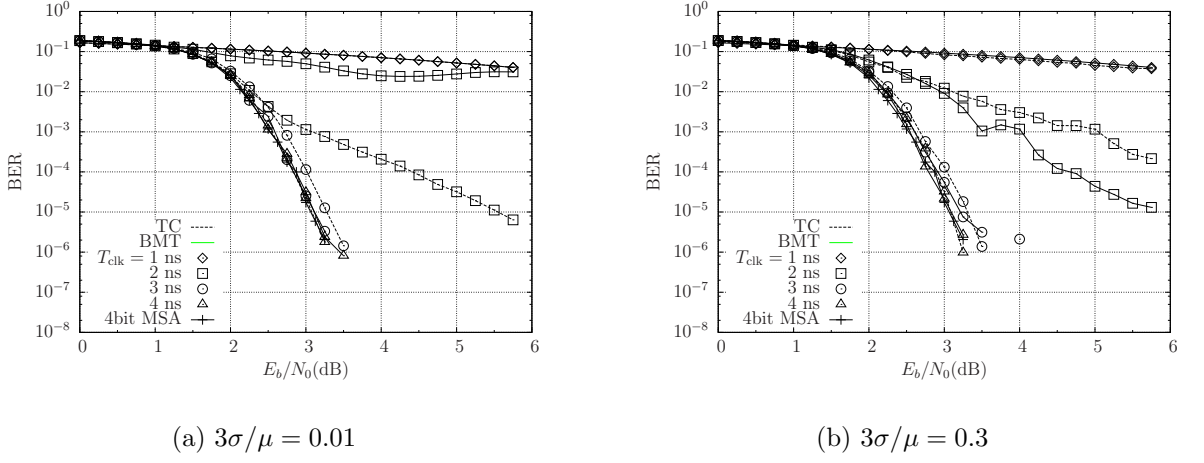 10⁰
10⁻¹
10⁻²
10⁻³
10⁻⁴
10⁻⁵
10⁻⁶
10⁻⁷
10⁻⁸
BER
TC
BMT
T_clk = 1 ns
2 ns
3 ns
4 ns
4bit MSA
0 1 2 3 4 5 6
E_b/N_0(dB)
(a) 3σ/μ = 0.01
10⁰
10⁻¹
10⁻²
10⁻³
10⁻⁴
10⁻⁵
10⁻⁶
10⁻⁷
10⁻⁸
BER
TC
BMT
T_clk = 1 ns
2 ns
3 ns
4 ns
4bit MSA
0 1 2 3 4 5 6
E_b/N_0(dB)
(b) 3σ/μ = 0.3